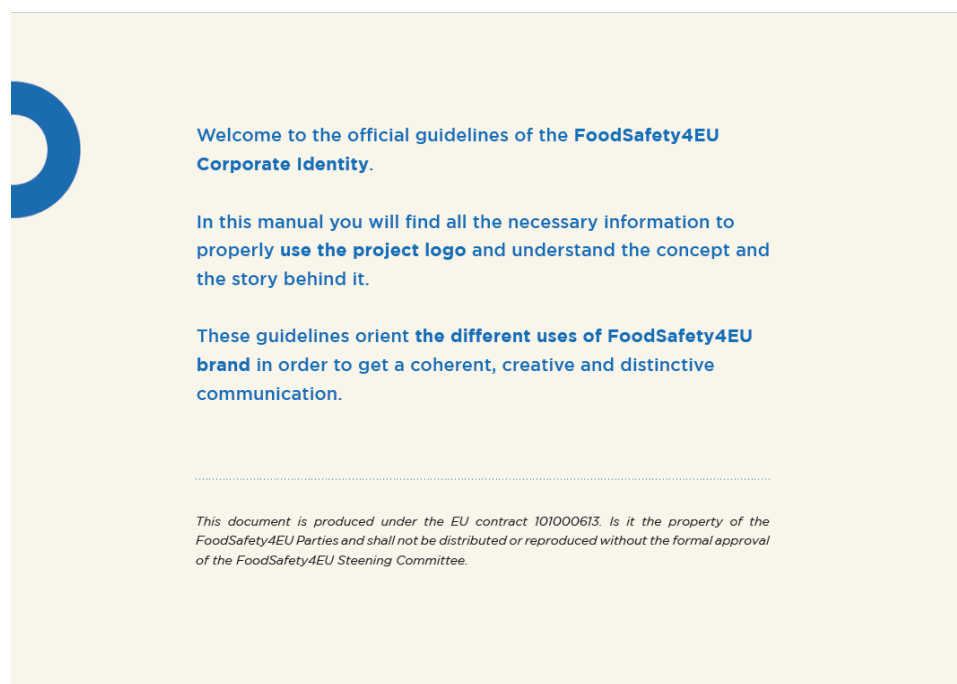 Welcome to the official guidelines of the FoodSafety4EU
Corporate Identity.
In this manual you will find all the necessary information to
properly use the project logo and understand the concept and
the story behind it.
These guidelines orient the different uses of FoodSafety4EU
brand in order to get a coherent, creative and distinctive
communication.
This document is produced under the EU contract 101000613. Is it the property of the
FoodSafety4EU Parties and shall not be distributed or reproduced without the formal approval
of the FoodSafety4EU Steening Committee.